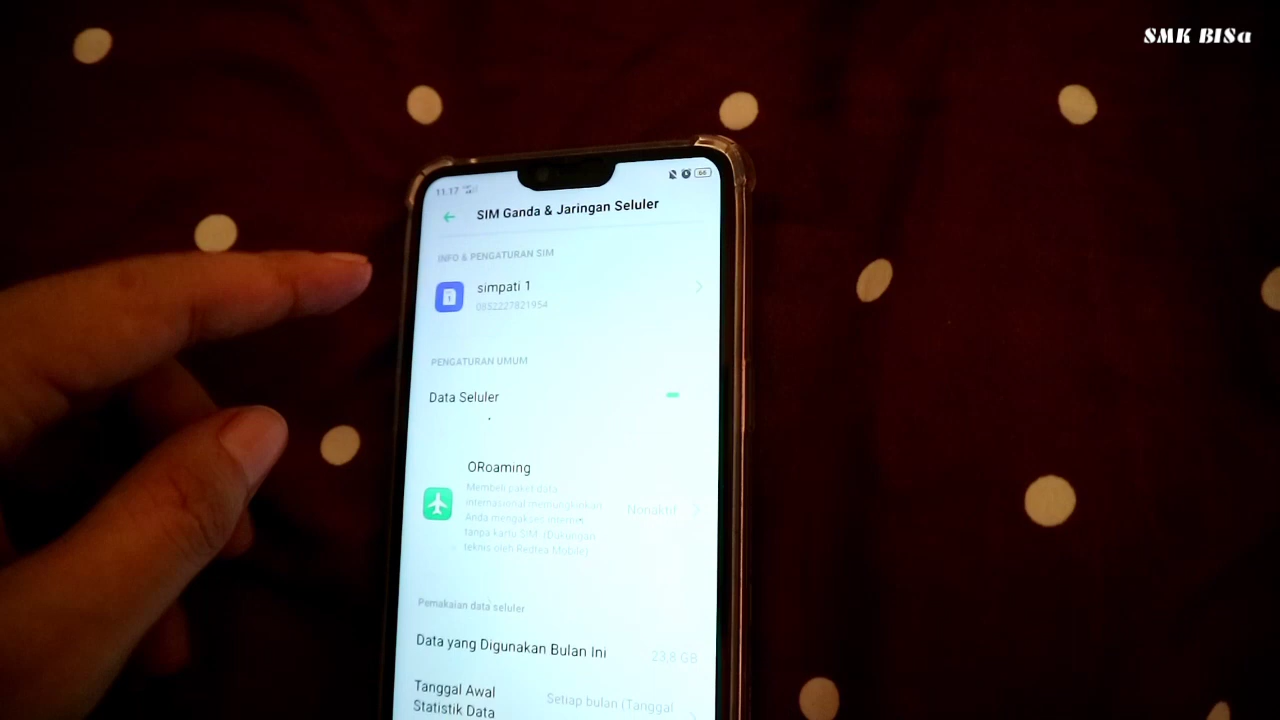 SMK BISa
11.17
66
SIM Ganda & Jaringan Seluler
INFO & PENGATURAN SIM
simpati 1
0852227821954
PENGATURAN UMUM
Data Seluler
ORoaming
Membeli paket data
internasional memungkinkan
Anda mengakses internet
tanpa kartu SIM. (Dukungan
teknis oleh Redtea Mobile)
Nonaktif
Pemakaian data seluler
Data yang Digunakan Bulan Ini
23,8 GB
Tanggal Awal
Statistik Data
Setiap bulan (Tanggal